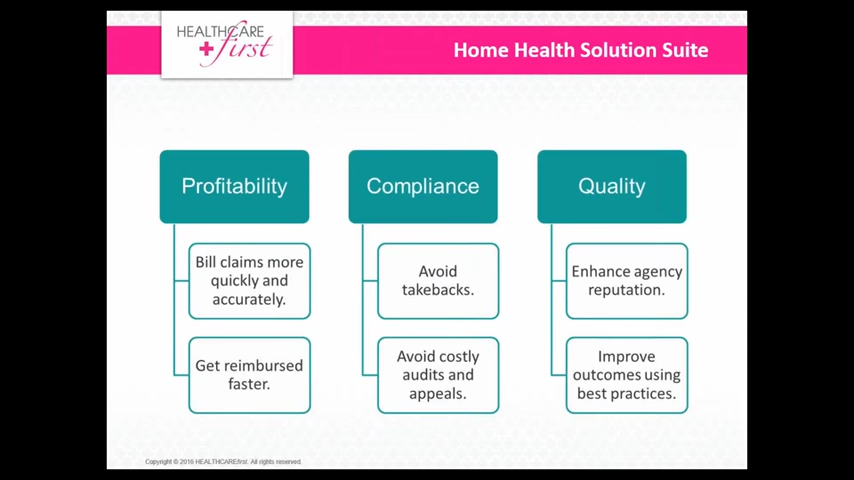 HEALTHCARE
first
Home Health Solution Suite
Profitability
Bill claims more
quickly and
accurately.
Get reimbursed
faster.
Compliance
Avoid
takebacks.
Avoid costly
audits and
appeals.
Quality
Enhance agency
reputation.
Improve
outcomes using
best practices.
Copyright © 2016 HEALTHCAREfirst. All rights reserved.